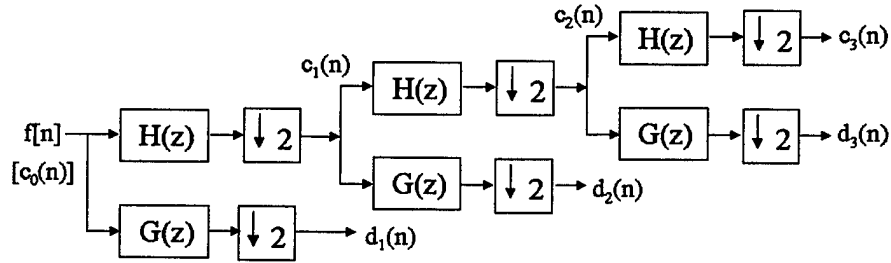 c₂(n)
H(z) ↓ 2 c₃(n)
c₁(n)
H(z) ↓ 2
f[n] H(z) ↓ 2
G(z) ↓ 2 d₃(n)
[c₀(n)]
G(z) ↓ 2 d₂(n)
G(z) ↓ 2 d₁(n)